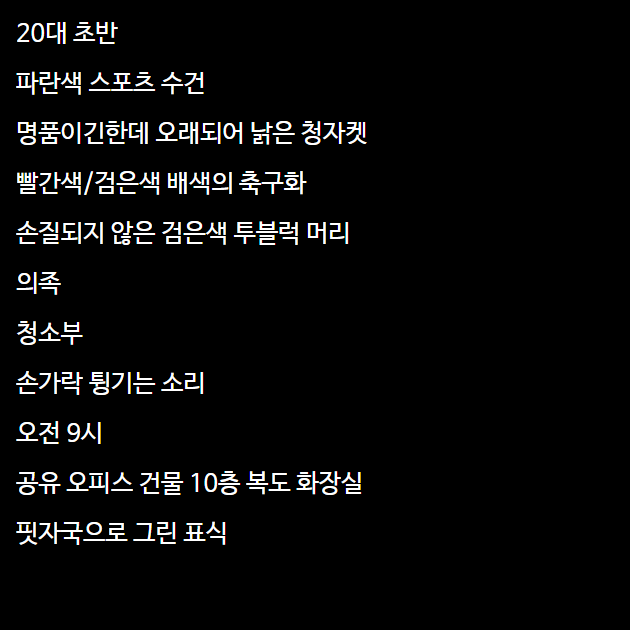 20대 초반
파란색 스포츠 수건
명품이긴한데 오래되어 낡은 청자켓
빨간색/검은색 배색의 축구화
손질되지 않은 검은색 투블럭 머리
의족
청소부
손가락 튕기는 소리
오전 9시
공유 오피스 건물 10층 복도 화장실
핏자국으로 그린 표식